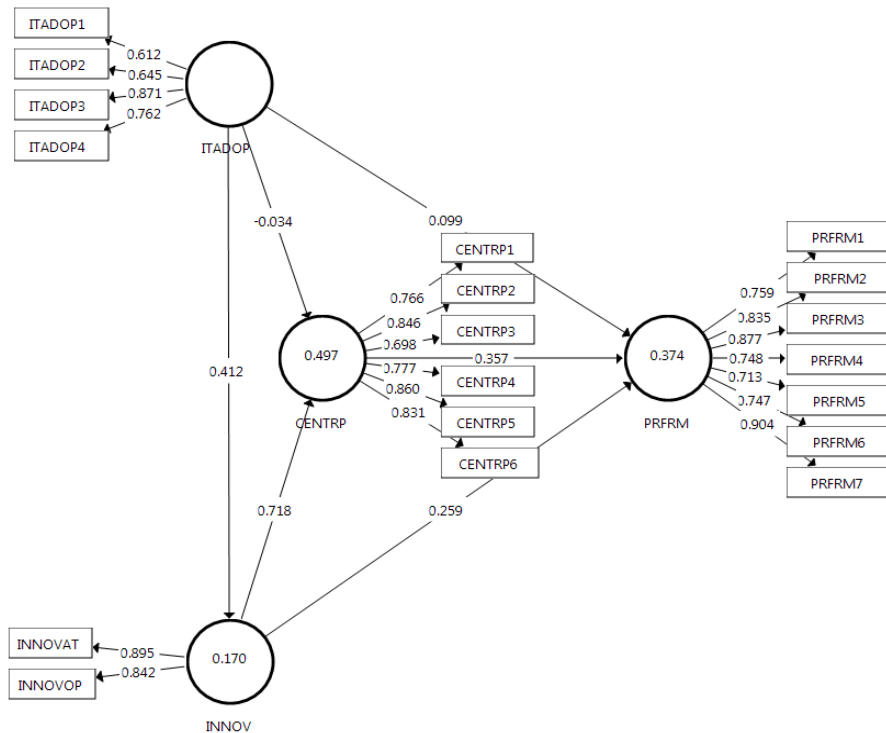 ITADOP1
0.612
ITADOP2
0.645
ITADOP3
0.871
ITADOP4
0.762
ITADOP
-0.034
0.099
0.412
CENTRP1
0.766
CENTRP2
0.846
CENTRP3
0.698
0.497
0.357
0.777
CENTRP4
0.860
CENTRP5
0.831
CENTRP6
CENTRP
0.374
PRFRM
PRFRM1
0.759
PRFRM2
0.835
PRFRM3
0.877
0.748
PRFRM4
0.713
PRFRM5
0.747
PRFRM6
0.904
PRFRM7
0.718
0.259
INNOVAT
0.895
INNOVOP
0.842
0.170
INNOV